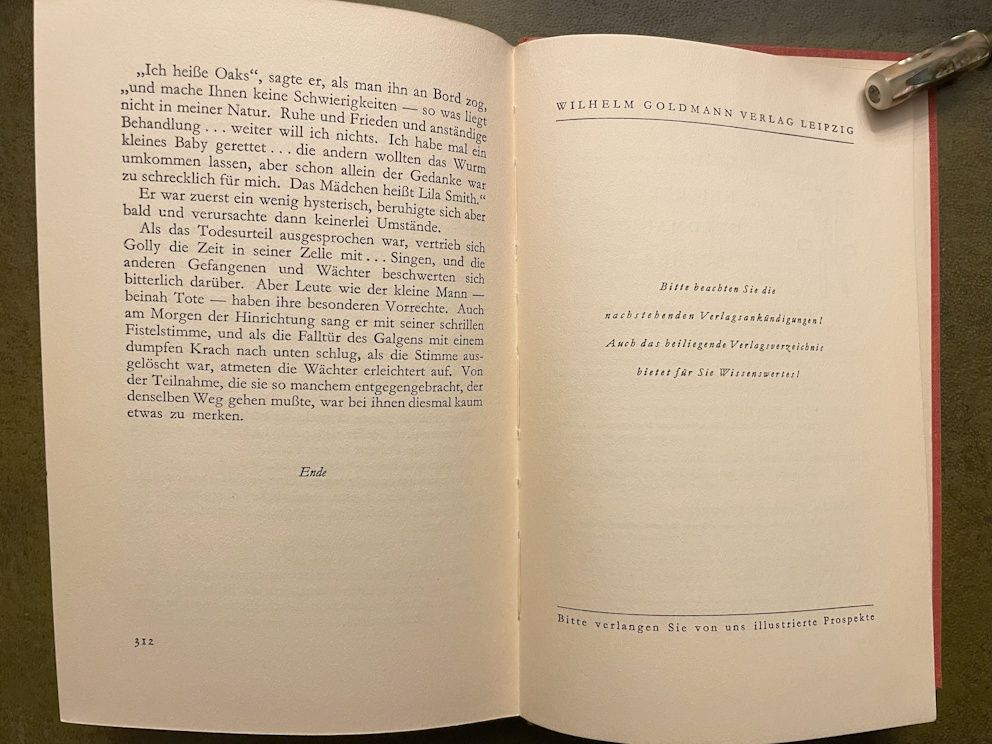 „Ich heiße Oaks“, sagte er, als man ihn an Bord zog,
„und mache Ihnen keine Schwierigkeiten — so was liegt
nicht in meiner Natur. Ruhe und Frieden und anständige
Behandlung . . . weiter will ich nichts. Ich habe mal ein
kleines Baby gerettet . . . die andern wollten das Wurm
umkommen lassen, aber schon allein der Gedanke war
zu schrecklich für mich. Das Mädchen heißt Lila Smith.“
Er war zuerst ein wenig hysterisch, beruhigte sich aber
bald und verursachte dann keinerlei Umstände.
Als das Todesurteil ausgesprochen war, vertrieb sich
Golly die Zeit in seiner Zelle mit . . . Singen, und die
anderen Gefangenen und Wächter beschwerten sich
bitterlich darüber. Aber Leute wie der kleine Mann —
beinah Tote — haben ihre besonderen Vorrechte. Auch
am Morgen der Hinrichtung sang er mit seiner schrillen
Fistelstimme, und als die Falltür des Galgens mit einem
dumpfen Krach nach unten schlug, als die Stimme aus-
gelöscht war, atmeten die Wächter erleichtert auf. Von
der Teilnahme, die sie so manchem entgegengebracht, der
denselben Weg gehen mußte, war bei ihnen diesmal kaum
etwas zu merken.
Ende
312
WILHELM GOLDMANN VERLAG LEIPZIG
Bitte beachten Sie die
nachstehenden Verlagsankündigungen!
Auch das beiliegende Verlagsverzeichnis
bietet für Sie Wissenswertes!
Bitte verlangen Sie von uns illustrierte Prospekte